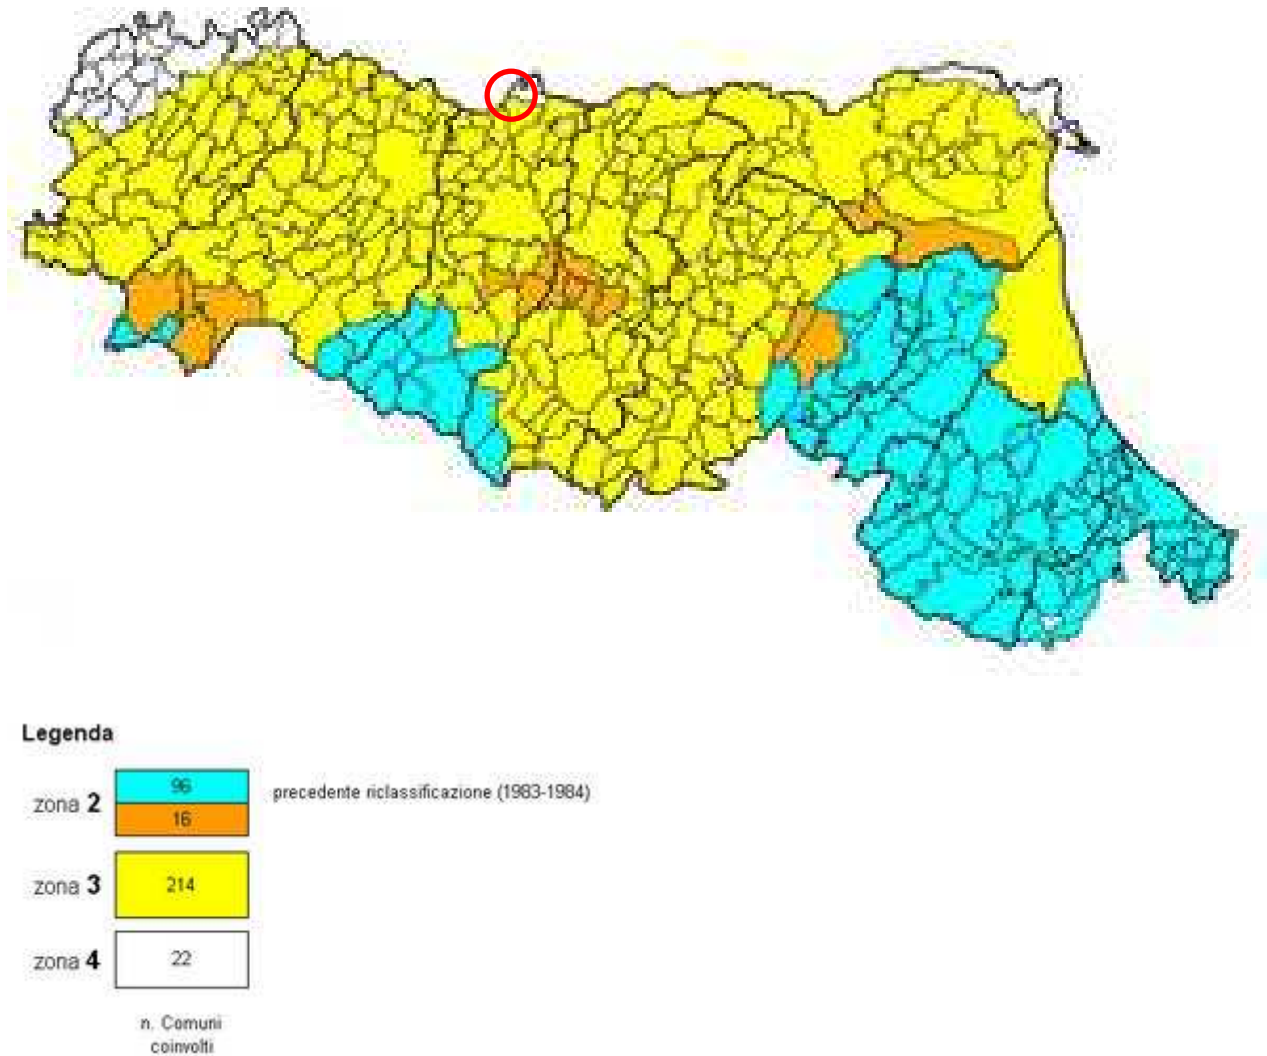 Legenda
zona 2
96
precedente riclassificazione (1983-1984)
16
zona 3
214
zona 4
22
n. Comuni
coinvolti